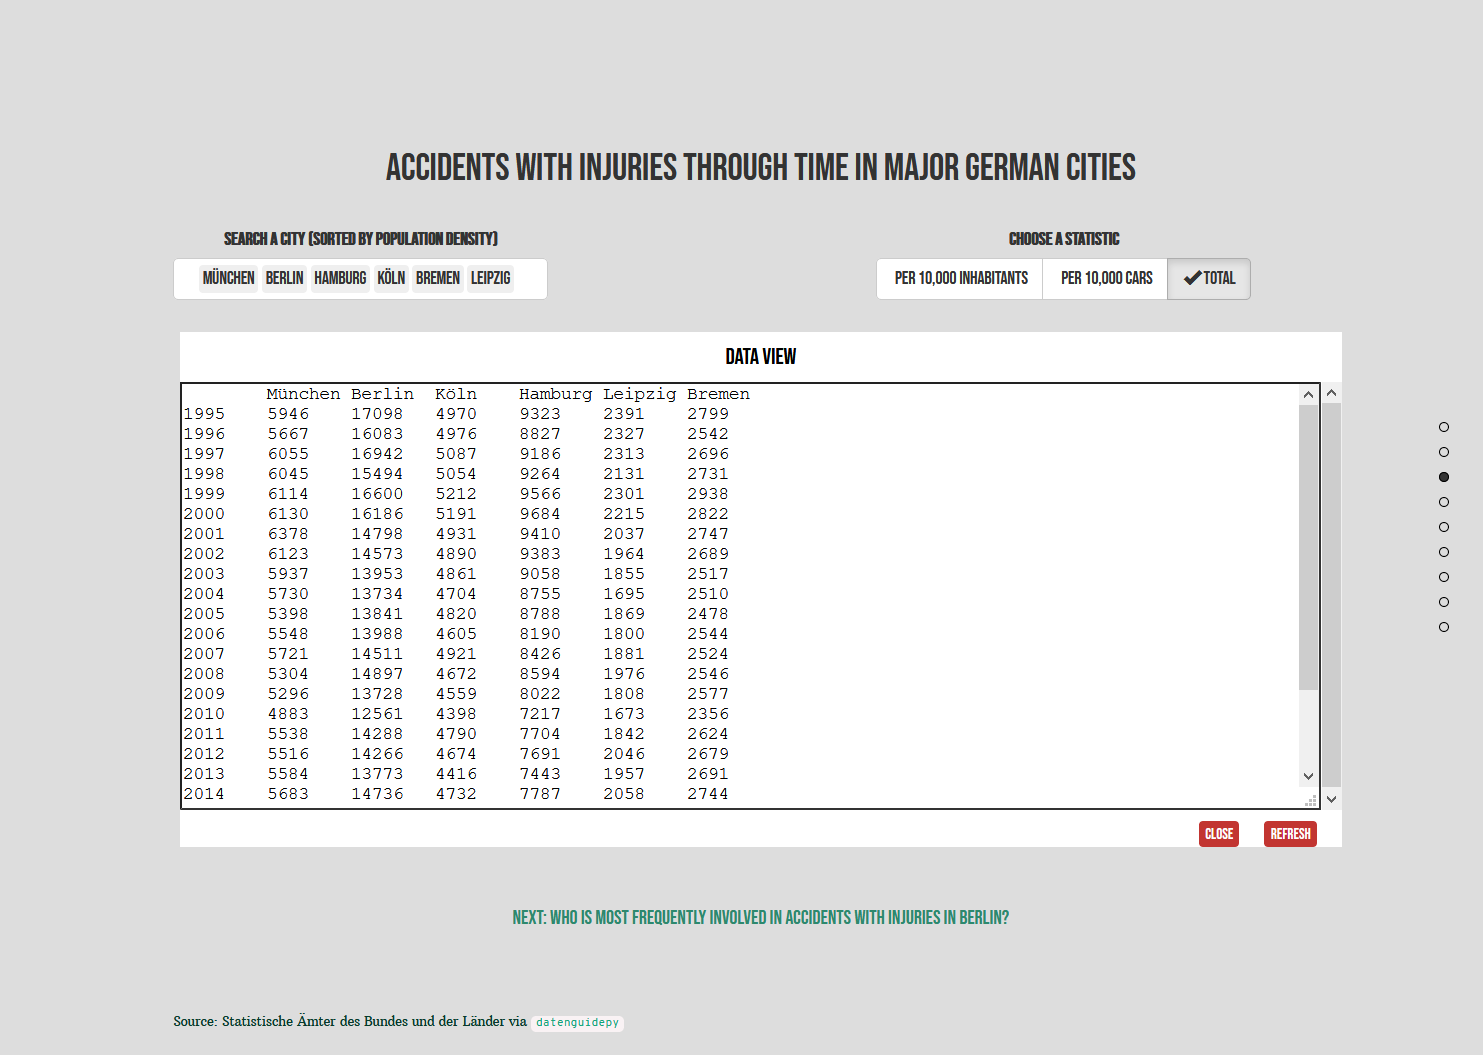 ACCIDENTS WITH INJURIES THROUGH TIME IN MAJOR GERMAN CITIES
SEARCH A CITY (SORTED BY POPULATION DENSITY)
MÜNCHEN BERLIN HAMBURG KÖLN BREMEN LEIPZIG
CHOOSE A STATISTIC
PER 10,000 INHABITANTS PER 10,000 CARS TOTAL
DATA VIEW
München Berlin Köln Hamburg Leipzig Bremen
1995 5946 17098 4970 9323 2391 2799
1996 5667 16083 4976 8827 2327 2542
1997 6055 16942 5087 9186 2313 2696
1998 6045 15494 5054 9264 2131 2731
1999 6114 16600 5212 9566 2301 2938
2000 6130 16186 5191 9684 2215 2822
2001 6378 14798 4931 9410 2037 2747
2002 6123 14573 4890 9383 1964 2689
2003 5937 13953 4861 9058 1855 2517
2004 5730 13734 4704 8755 1695 2510
2005 5398 13841 4820 8788 1869 2478
2006 5548 13988 4605 8190 1800 2544
2007 5721 14511 4921 8426 1881 2524
2008 5304 14897 4672 8594 1976 2546
2009 5296 13728 4559 8022 1808 2577
2010 4883 12561 4398 7217 1673 2356
2011 5538 14288 4790 7704 1842 2624
2012 5516 14266 4674 7691 2046 2679
2013 5584 13773 4416 7443 1957 2691
2014 5683 14736 4732 7787 2058 2744
CLOSE REFRESH
NEXT: WHO IS MOST FREQUENTLY INVOLVED IN ACCIDENTS WITH INJURIES IN BERLIN?
Source: Statistische Ämter des Bundes und der Länder via datenguidepy